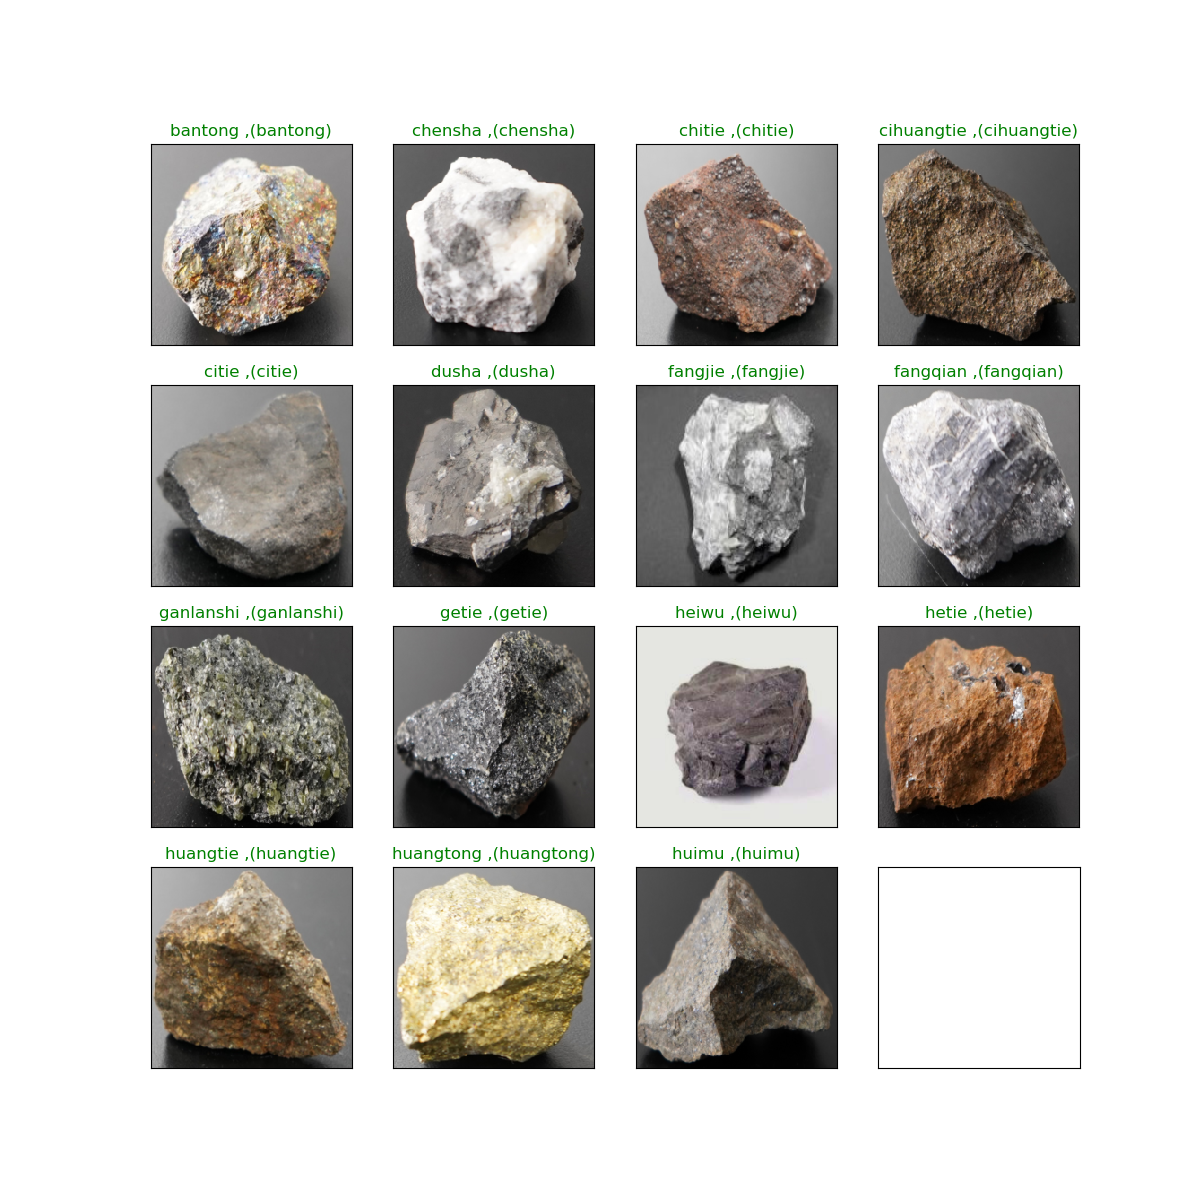 bantong ,(bantong)
chensha ,(chensha)
chitie ,(chitie)
cihuangtie ,(cihuangtie)
citie ,(citie)
dusha ,(dusha)
fangjie ,(fangjie)
fangqian ,(fangqian)
ganlanshi ,(ganlanshi)
getie ,(getie)
heiwu ,(heiwu)
hetie ,(hetie)
huangtie ,(huangtie)
huangtong ,(huangtong)
huimu ,(huimu)